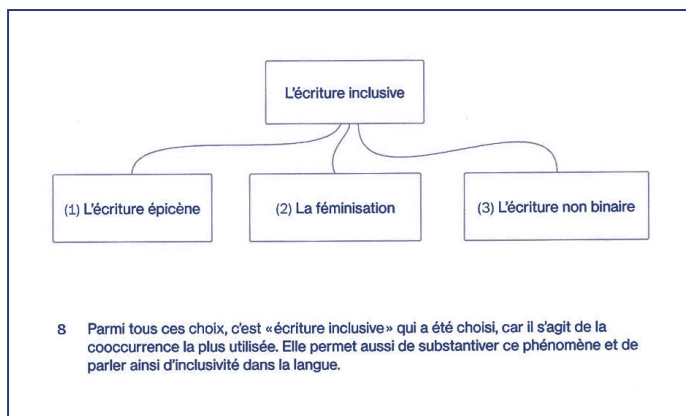 L'écriture inclusive
(1) L'écriture épicène
(2) La féminisation
(3) L'écriture non binaire
8 Parmi tous ces choix, c'est «écriture inclusive» qui a été choisi, car il s'agit de la
cooccurrence la plus utilisée. Elle permet aussi de substantiver ce phénomène et de
parler ainsi d'inclusivité dans la langue.